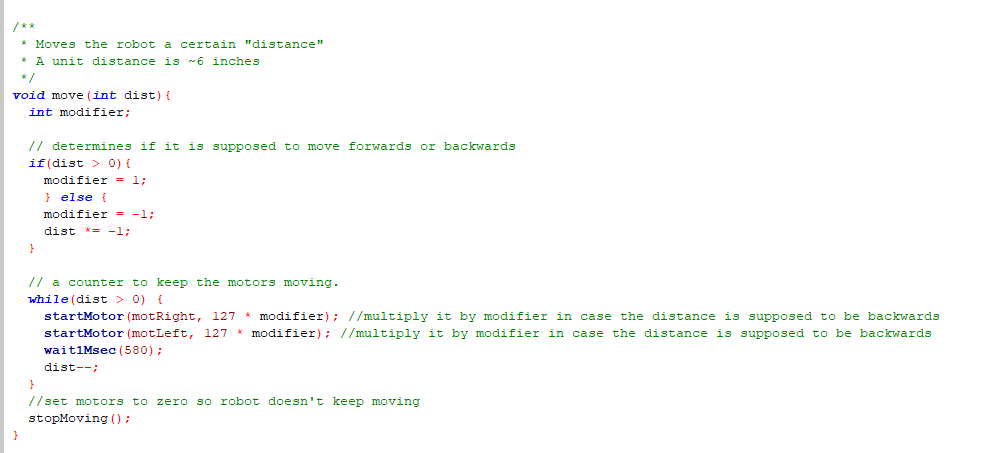 /**
 * Moves the robot a certain "distance"
 * A unit distance is ~6 inches
 */
void move(int dist){
  int modifier;

  // determines if it is supposed to move forwards or backwards
  if(dist > 0){
    modifier = 1;
    } else {
    modifier = -1;
    dist *= -1;
  }

  // a counter to keep the motors moving.
  while(dist > 0) {
    startMotor(motRight, 127 * modifier); //multiply it by modifier in case the distance is supposed to be backwards
    startMotor(motLeft, 127 * modifier); //multiply it by modifier in case the distance is supposed to be backwards
    wait1Msec(580);
    dist--;
  }
  //set motors to zero so robot doesn't keep moving
  stopMoving();
}